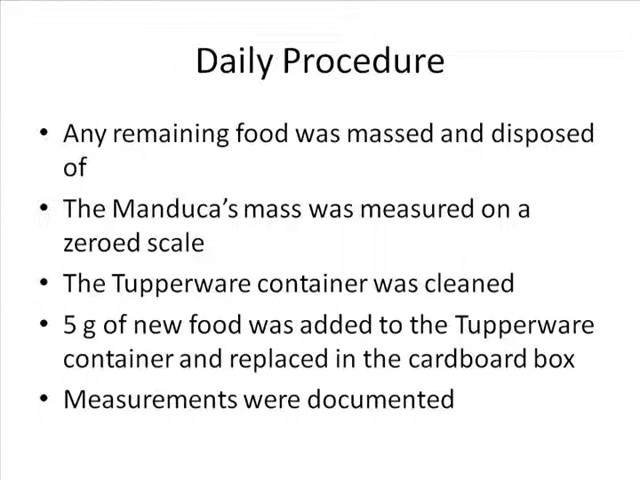 Daily Procedure
• Any remaining food was massed and disposed
of
• The Manduca's mass was measured on a
zeroed scale
• The Tupperware container was cleaned
• 5 g of new food was added to the Tupperware
container and replaced in the cardboard box
• Measurements were documented